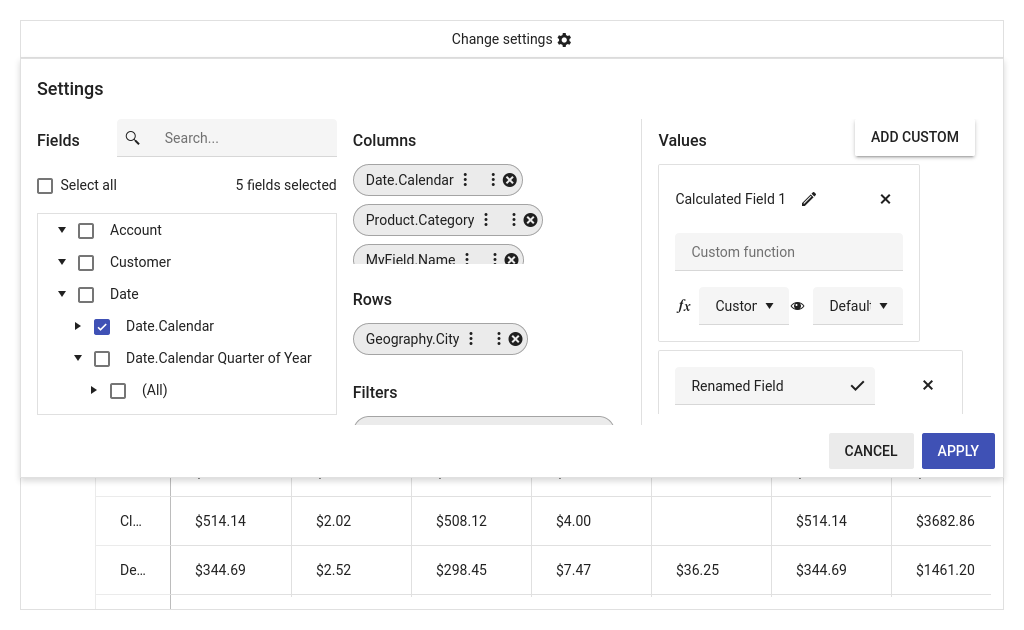 Change settings
Settings
Fields
Search...
Select all
5 fields selected
Account
Customer
Date
Date.Calendar
Date.Calendar Quarter of Year
(All)
Columns
Date.Calendar
Product.Category
MyField.Name
Rows
Geography.City
Filters
Values
ADD CUSTOM
Calculated Field 1
Custom function
fx
Custor
Defaul
Renamed Field
CANCEL
APPLY
Cl... $514.14 $2.02 $508.12 $4.00 $514.14 $3682.86
De... $344.69 $2.52 $298.45 $7.47 $36.25 $344.69 $1461.20